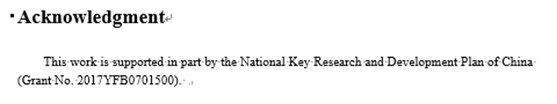 Acknowledgment
This work is supported in part by the National Key Research and Development Plan of China
(Grant No. 2017YFB0701500).